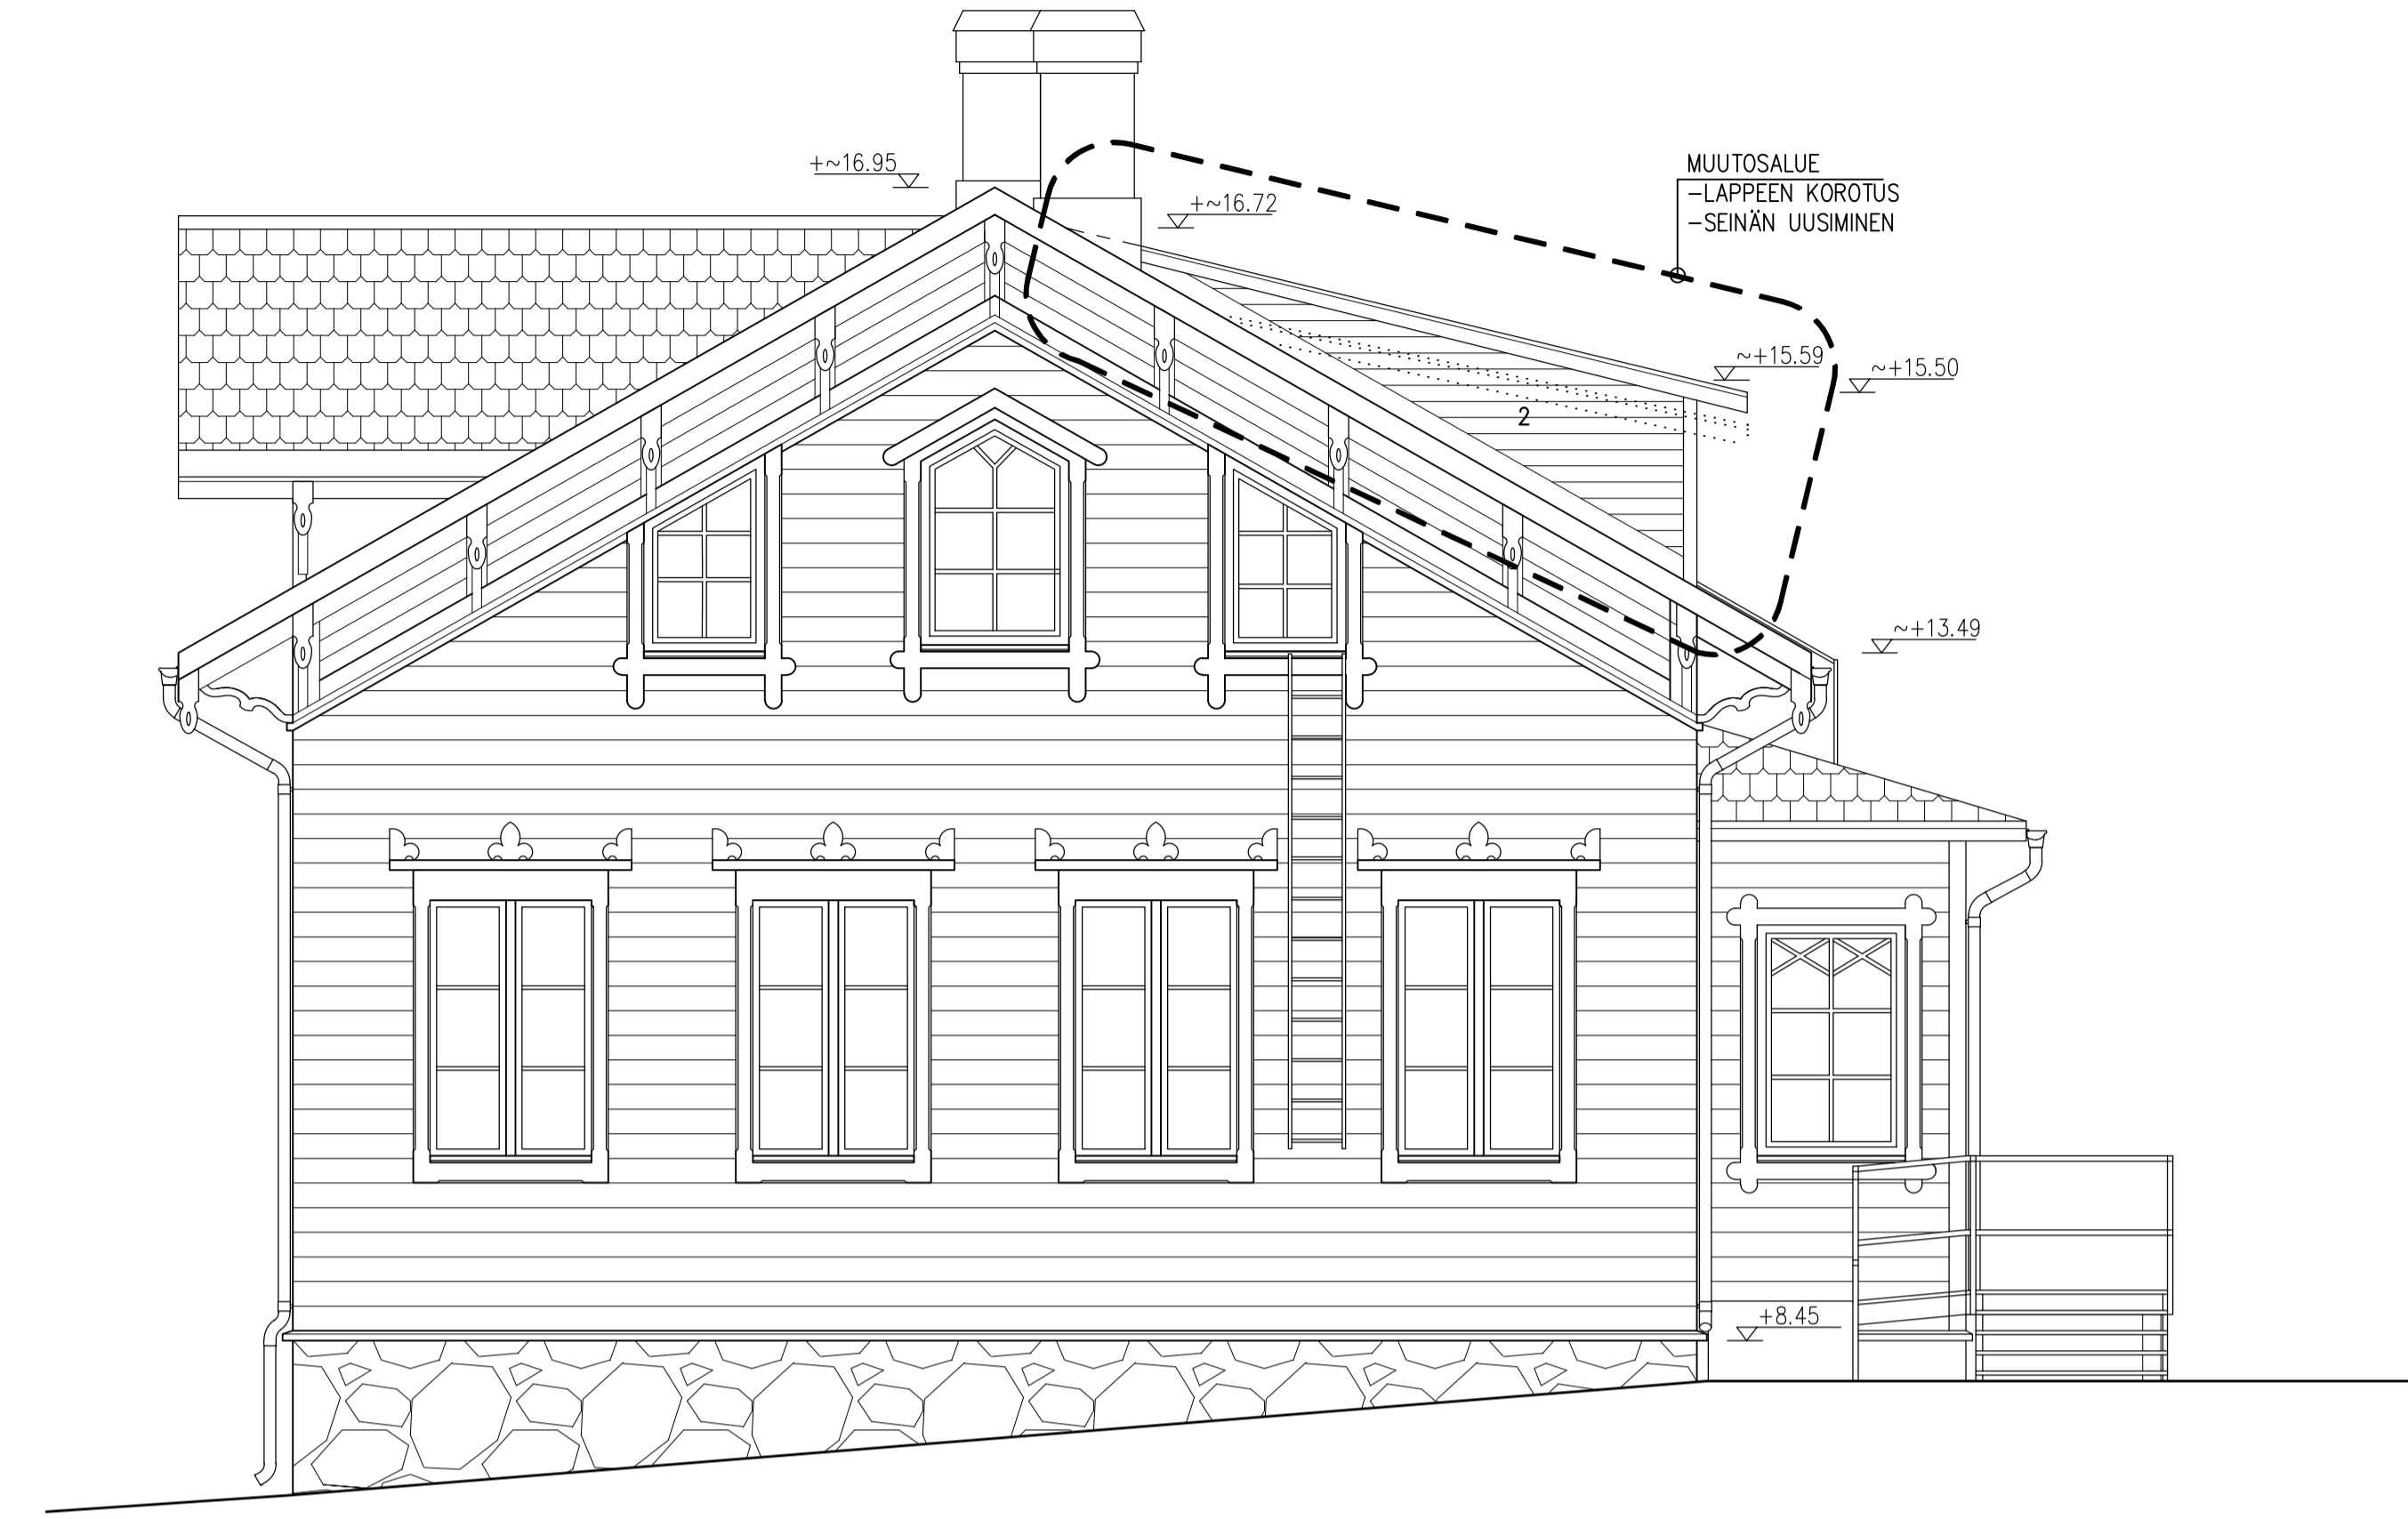 +~16.95
MUUTOSALUE
-LAPPEEN KOROTUS
-SEINÄN UUSIMINEN
+~16.72
~+15.59
~+15.50
2
~+13.49
+8.45